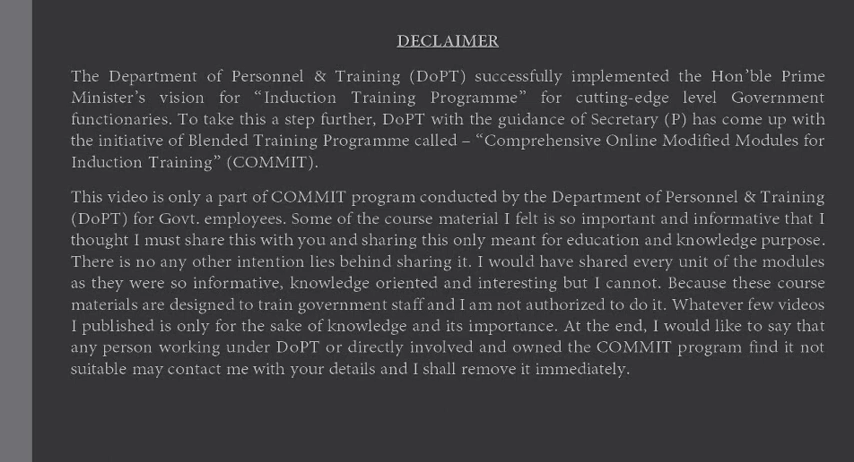 DECLAIMER
The Department of Personnel & Training (DoPT) successfully implemented the Hon’ble Prime
Minister’s vision for “Induction Training Programme” for cutting-edge level Government
functionaries. To take this a step further, DoPT with the guidance of Secretary (P) has come up with
the initiative of Blended Training Programme called – “Comprehensive Online Modified Modules for
Induction Training” (COMMIT).
This video is only a part of COMMIT program conducted by the Department of Personnel & Training
(DoPT) for Govt. employees. Some of the course material I felt is so important and informative that I
thought I must share this with you and sharing this only meant for education and knowledge purpose.
There is no any other intention lies behind sharing it. I would have shared every unit of the modules
as they were so informative, knowledge oriented and interesting but I cannot. Because these course
materials are designed to train government staff and I am not authorized to do it. Whatever few videos
I published is only for the sake of knowledge and its importance. At the end, I would like to say that
any person working under DoPT or directly involved and owned the COMMIT program find it not
suitable may contact me with your details and I shall remove it immediately.